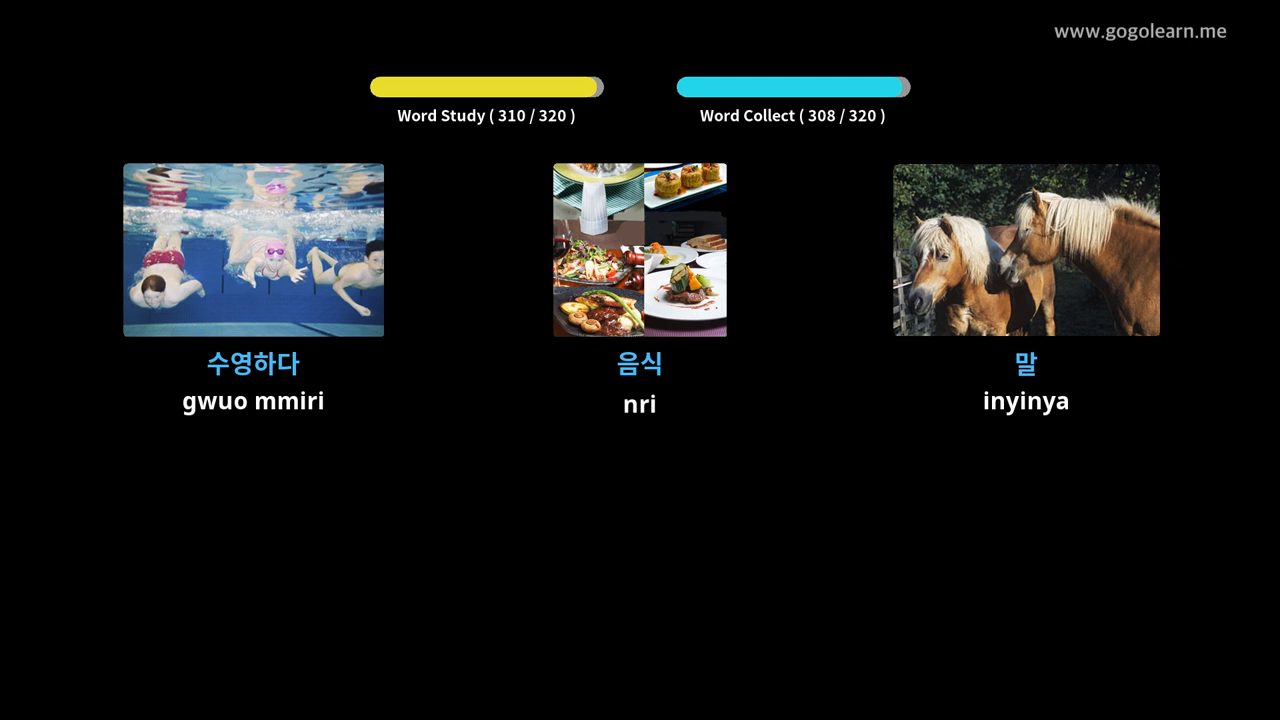 www.gogolearn.me
Word Study ( 310 / 320 )
Word Collect ( 308 / 320 )
수영하다
음식
말
gwuo mmiri
nri
inyinya